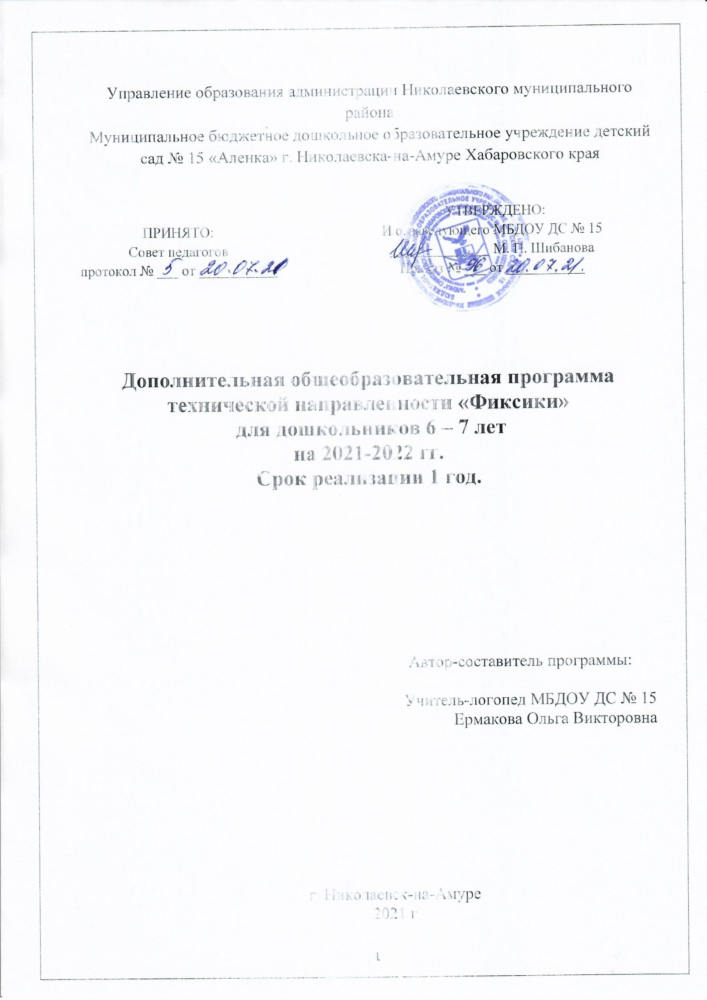 Управление образования администрации Николаевского муниципального
района
Муниципальное бюджетное дошкольное образовательное учреждение детский
сад № 15 «Аленка» г. Николаевска-на-Амуре Хабаровского края
ПРИНЯТО:
Совет педагогов
протокол № 5 от 20.07.21
УТВЕРЖДЕНО:
И о. заведующего МБДОУ ДС № 15
М. П. Шибанова
Приказ № 96 от 20.07.21.
Дополнительная общеобразовательная программа
технической направленности «Фиксики»
для дошкольников 6 – 7 лет
на 2021-2022 гг.
Срок реализации 1 год.
Автор-составитель программы:
Учитель-логопед МБДОУ ДС № 15
Ермакова Ольга Викторовна
г. Николаевск-на-Амуре
2021 г
1